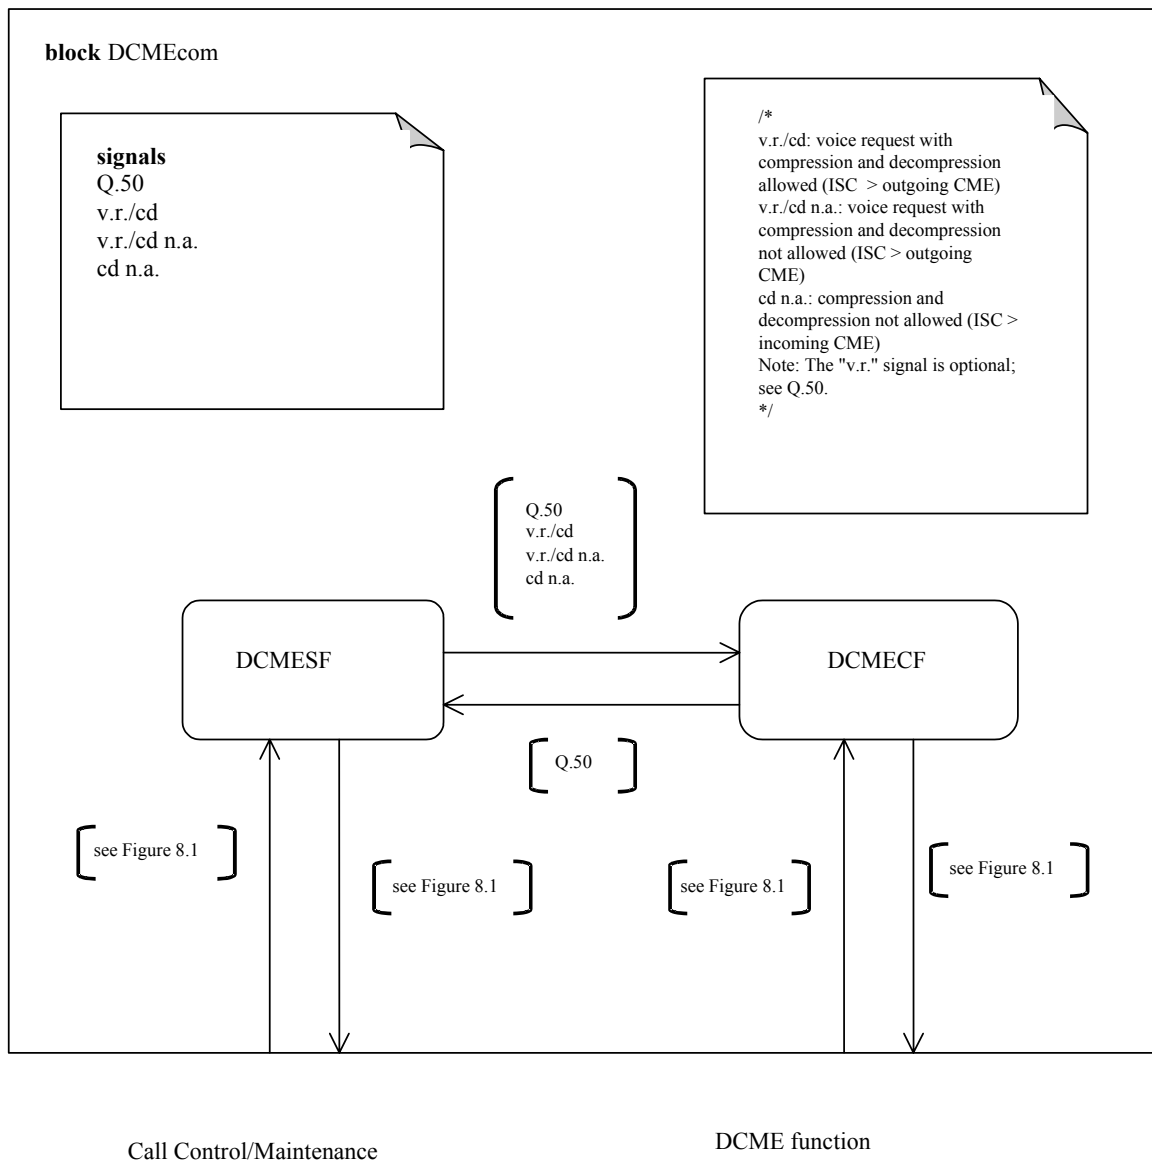 block DCMEcom
signals
Q.50
v.r./cd
v.r./cd n.a.
cd n.a.
/*
v.r./cd: voice request with
compression and decompression
allowed (ISC > outgoing CME)
v.r./cd n.a.: voice request with
compression and decompression
not allowed (ISC > outgoing
CME)
cd n.a.: compression and
decompression not allowed (ISC >
incoming CME)
Note: The "v.r." signal is optional;
see Q.50.
*/
Q.50
v.r./cd
v.r./cd n.a.
cd n.a.
DCMESF
DCMECF
Q.50
see Figure 8.1
see Figure 8.1
see Figure 8.1
see Figure 8.1
Call Control/Maintenance
DCME function